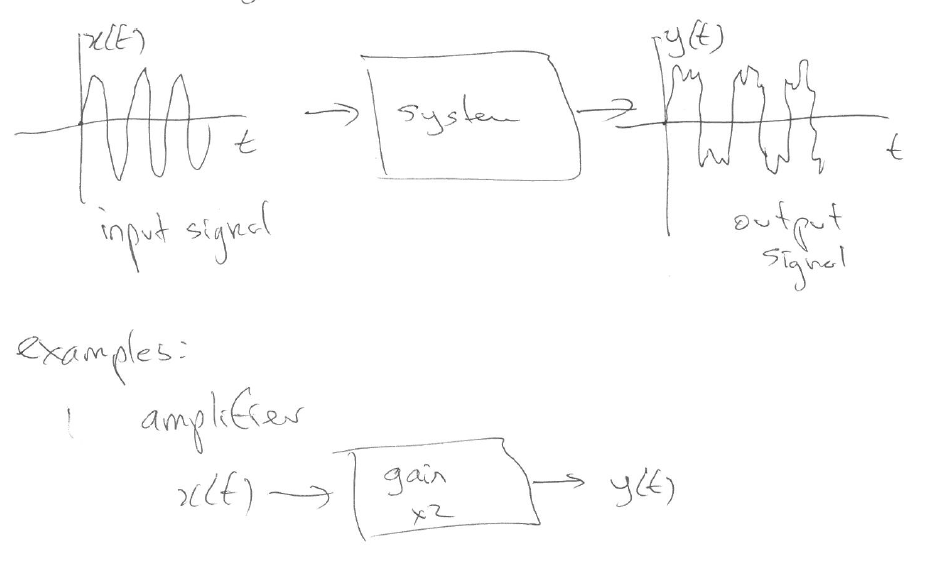 x(t)
y(t)
system
t
t
input signal
output
signal
examples:
1 amplifier
x(t) → gain → y(t)
x2